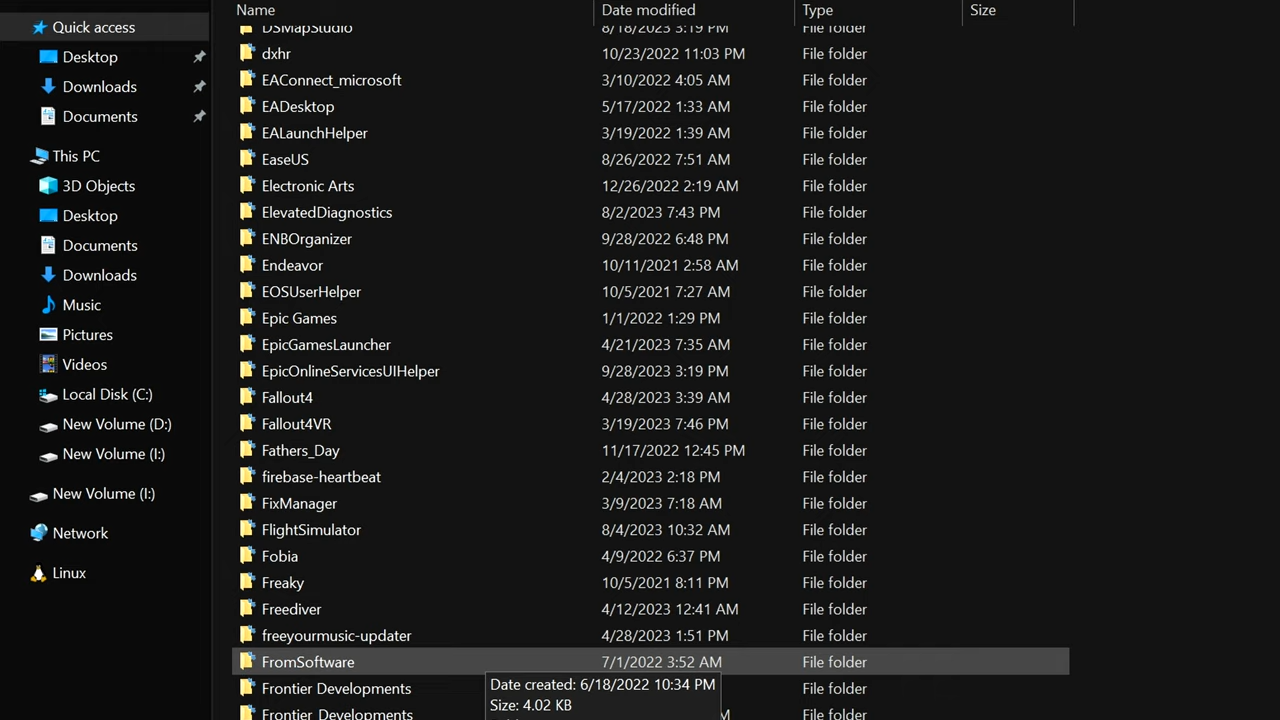 Name Date modified Type Size
Quick access
Desktop
Downloads
Documents
This PC
3D Objects
Desktop
Documents
Downloads
Music
Pictures
Videos
Local Disk (C:)
New Volume (D:)
New Volume (I:)
New Volume (I:)
Network
Linux
DSMapStudio 8/18/2023 3:19 PM File folder
dxhr 10/23/2022 11:03 PM File folder
EAConnect_microsoft 3/10/2022 4:05 AM File folder
EADesktop 5/17/2022 1:33 AM File folder
EALaunchHelper 3/19/2022 1:39 AM File folder
EaseUS 8/26/2022 7:51 AM File folder
Electronic Arts 12/26/2022 2:19 AM File folder
ElevatedDiagnostics 8/2/2023 7:43 PM File folder
ENBOrganizer 9/28/2022 6:48 PM File folder
Endeavor 10/11/2021 2:58 AM File folder
EOSUserHelper 10/5/2021 7:27 AM File folder
Epic Games 1/1/2022 1:29 PM File folder
EpicGamesLauncher 4/21/2023 7:35 AM File folder
EpicOnlineServicesUIHelper 9/28/2023 3:19 PM File folder
Fallout4 4/28/2023 3:39 AM File folder
Fallout4VR 3/19/2023 7:46 PM File folder
Fathers_Day 11/17/2022 12:45 PM File folder
firebase-heartbeat 2/4/2023 2:18 PM File folder
FixManager 3/9/2023 7:18 AM File folder
FlightSimulator 8/4/2023 10:32 AM File folder
Fobia 4/9/2022 6:37 PM File folder
Freaky 10/5/2021 8:11 PM File folder
Freediver 4/12/2023 12:41 AM File folder
freeyourmusic-updater 4/28/2023 1:51 PM File folder
FromSoftware 7/1/2022 3:52 AM File folder
Frontier Developments File folder
Date created: 6/18/2022 10:34 PM
Size: 4.02 KB
Frontier Developments File folder